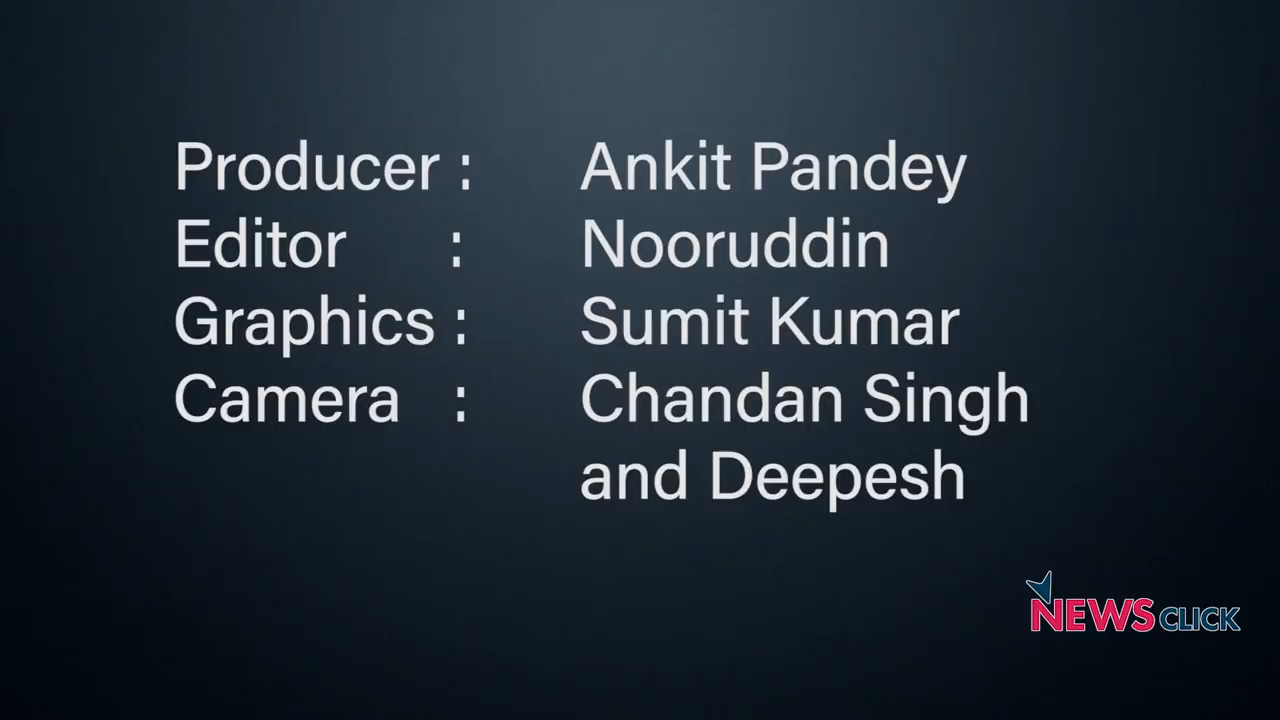 Producer : Ankit Pandey
Editor : Nooruddin
Graphics : Sumit Kumar
Camera : Chandan Singh
and Deepesh
NEWSCLICK